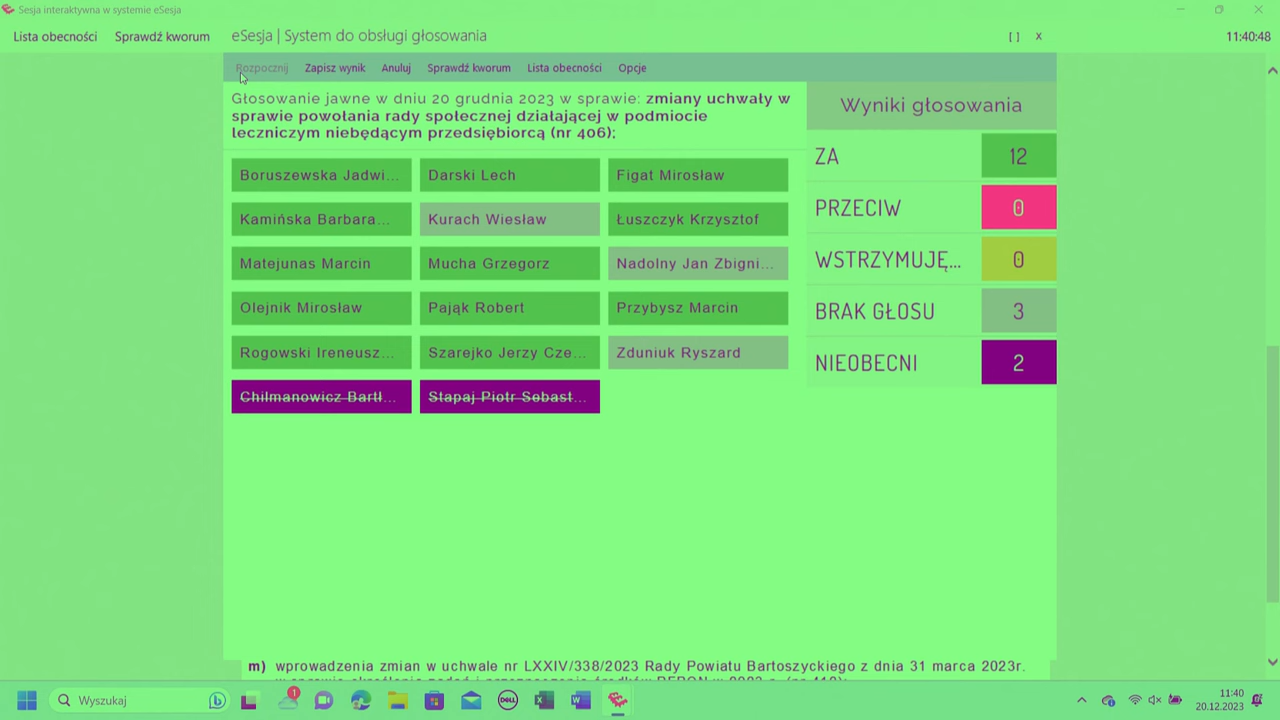 Sesja interaktywna w systemie eSesja
Lista obecności Sprawdź kworum eSesja | System do obsługi głosowania [ ] x 11:40:48
Rozpocznij Zapisz wynik Anuluj Sprawdź kworum Lista obecności Opcje
Głosowanie jawne w dniu 20 grudnia 2023 w sprawie: zmiany uchwały w
sprawie powołania rady społecznej działającej w podmiocie
leczniczym niebędącym przedsiębiorcą (nr 406);
Boruszewska Jadwi... Darski Lech Figat Mirosław
Kamińska Barbara... Kurach Wiesław Łuszczyk Krzysztof
Matejunas Marcin Mucha Grzegorz Nadolny Jan Zbigni...
Olejnik Mirosław Pająk Robert Przybysz Marcin
Rogowski Ireneusz... Szarejko Jerzy Cze... Zduniuk Ryszard
Chilmanowicz Bartł... Stapaj Piotr Sebast...
Wyniki głosowania
ZA 12
PRZECIW 0
WSTRZYMUJĘ... 0
BRAK GŁOSU 3
NIEOBECNI 2
m) wprowadzenia zmian w uchwale nr LXXIV/338/2023 Rady Powiatu Bartoszyckiego z dnia 31 marca 2023r.
Wyszukaj 1 DELL 11:40
20.12.2023